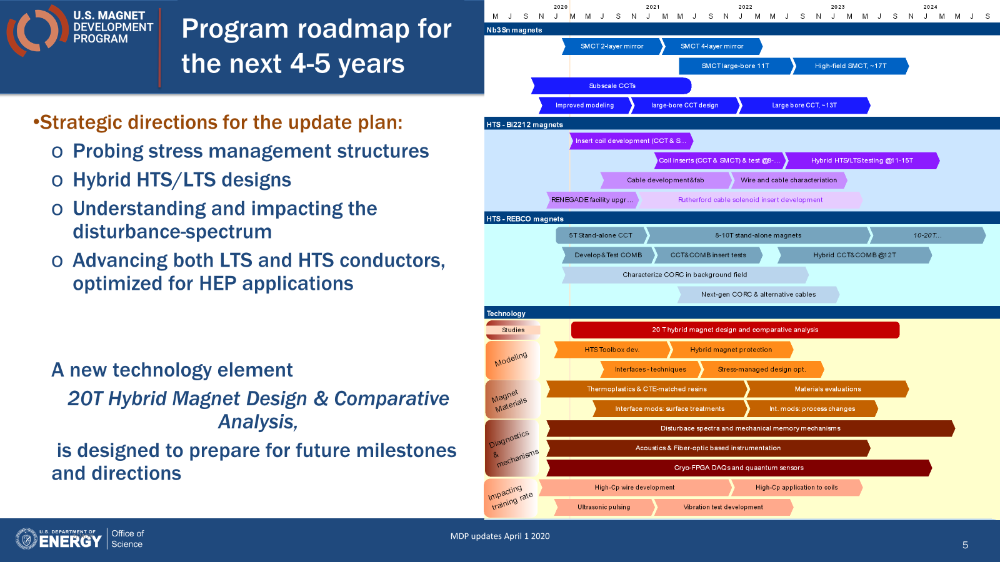 U.S. MAGNET
DEVELOPMENT
PROGRAM
Program roadmap for
the next 4-5 years
•Strategic directions for the update plan:
o Probing stress management structures
o Hybrid HTS/LTS designs
o Understanding and impacting the
disturbance-spectrum
o Advancing both LTS and HTS conductors,
optimized for HEP applications
A new technology element
20T Hybrid Magnet Design & Comparative
Analysis,
is designed to prepare for future milestones
and directions
2020 2021 2022 2023 2024
M J S N J M M J S N J M M J S N J M M J S N J M M J S N J M M J S
Nb3Sn magnets
SMCT 2-layer mirror SMCT 4-layer mirror
SMCT large-bore 11T High-field SMCT, ~17T
Subscale CCTs
Improved modeling large-bore CCT design Large bore CCT, ~13T
HTS - Bi2212 magnets
Insert coil development (CCT & S...
Coil inserts (CCT & SMCT) & test @8-... Hybrid HTS/LTS testing @11-15T
Cable development&fab Wire and cable characteriation
RENEGADE facility upgr... Rutherford cable solenoid insert development
HTS - REBCO magnets
5T Stand-alone CCT 8-10T stand-alone magnets 10-20T...
Develop&Test COMB CCT&COMB insert tests Hybrid CCT&COMB @12T
Characterize CORC in background field
Next-gen CORC & alternative cables
Technology
Studies 20 T hybrid magnet design and comparative analysis
Modeling HTS Toolbox dev. Hybrid magnet protection
Interfaces - techniques Stress-managed design opt.
Magnet
Materials
Thermoplastics & CTE-matched resins Materials evaluations
Interface mods: surface treatments Int. mods: process changes
Diagnostics
&
mechanisms
Disturbace spectra and mechanical memory mechanisms
Acoustics & Fiber-optic based instrumentation
Cryo-FPGA DAQs and quaantum sensors
Impacting
training rate
High-Cp wire development High-Cp application to coils
Ultrasonic pulsing Vibration test development
U.S. DEPARTMENT OF
ENERGY
Office of
Science
MDP updates April 1 2020
5